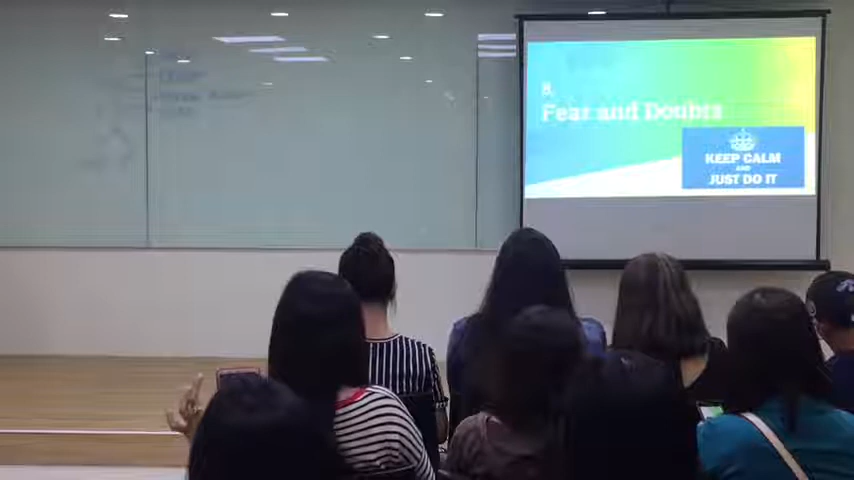 8.
Fear and Doubts
KEEP CALM
AND
JUST DO IT